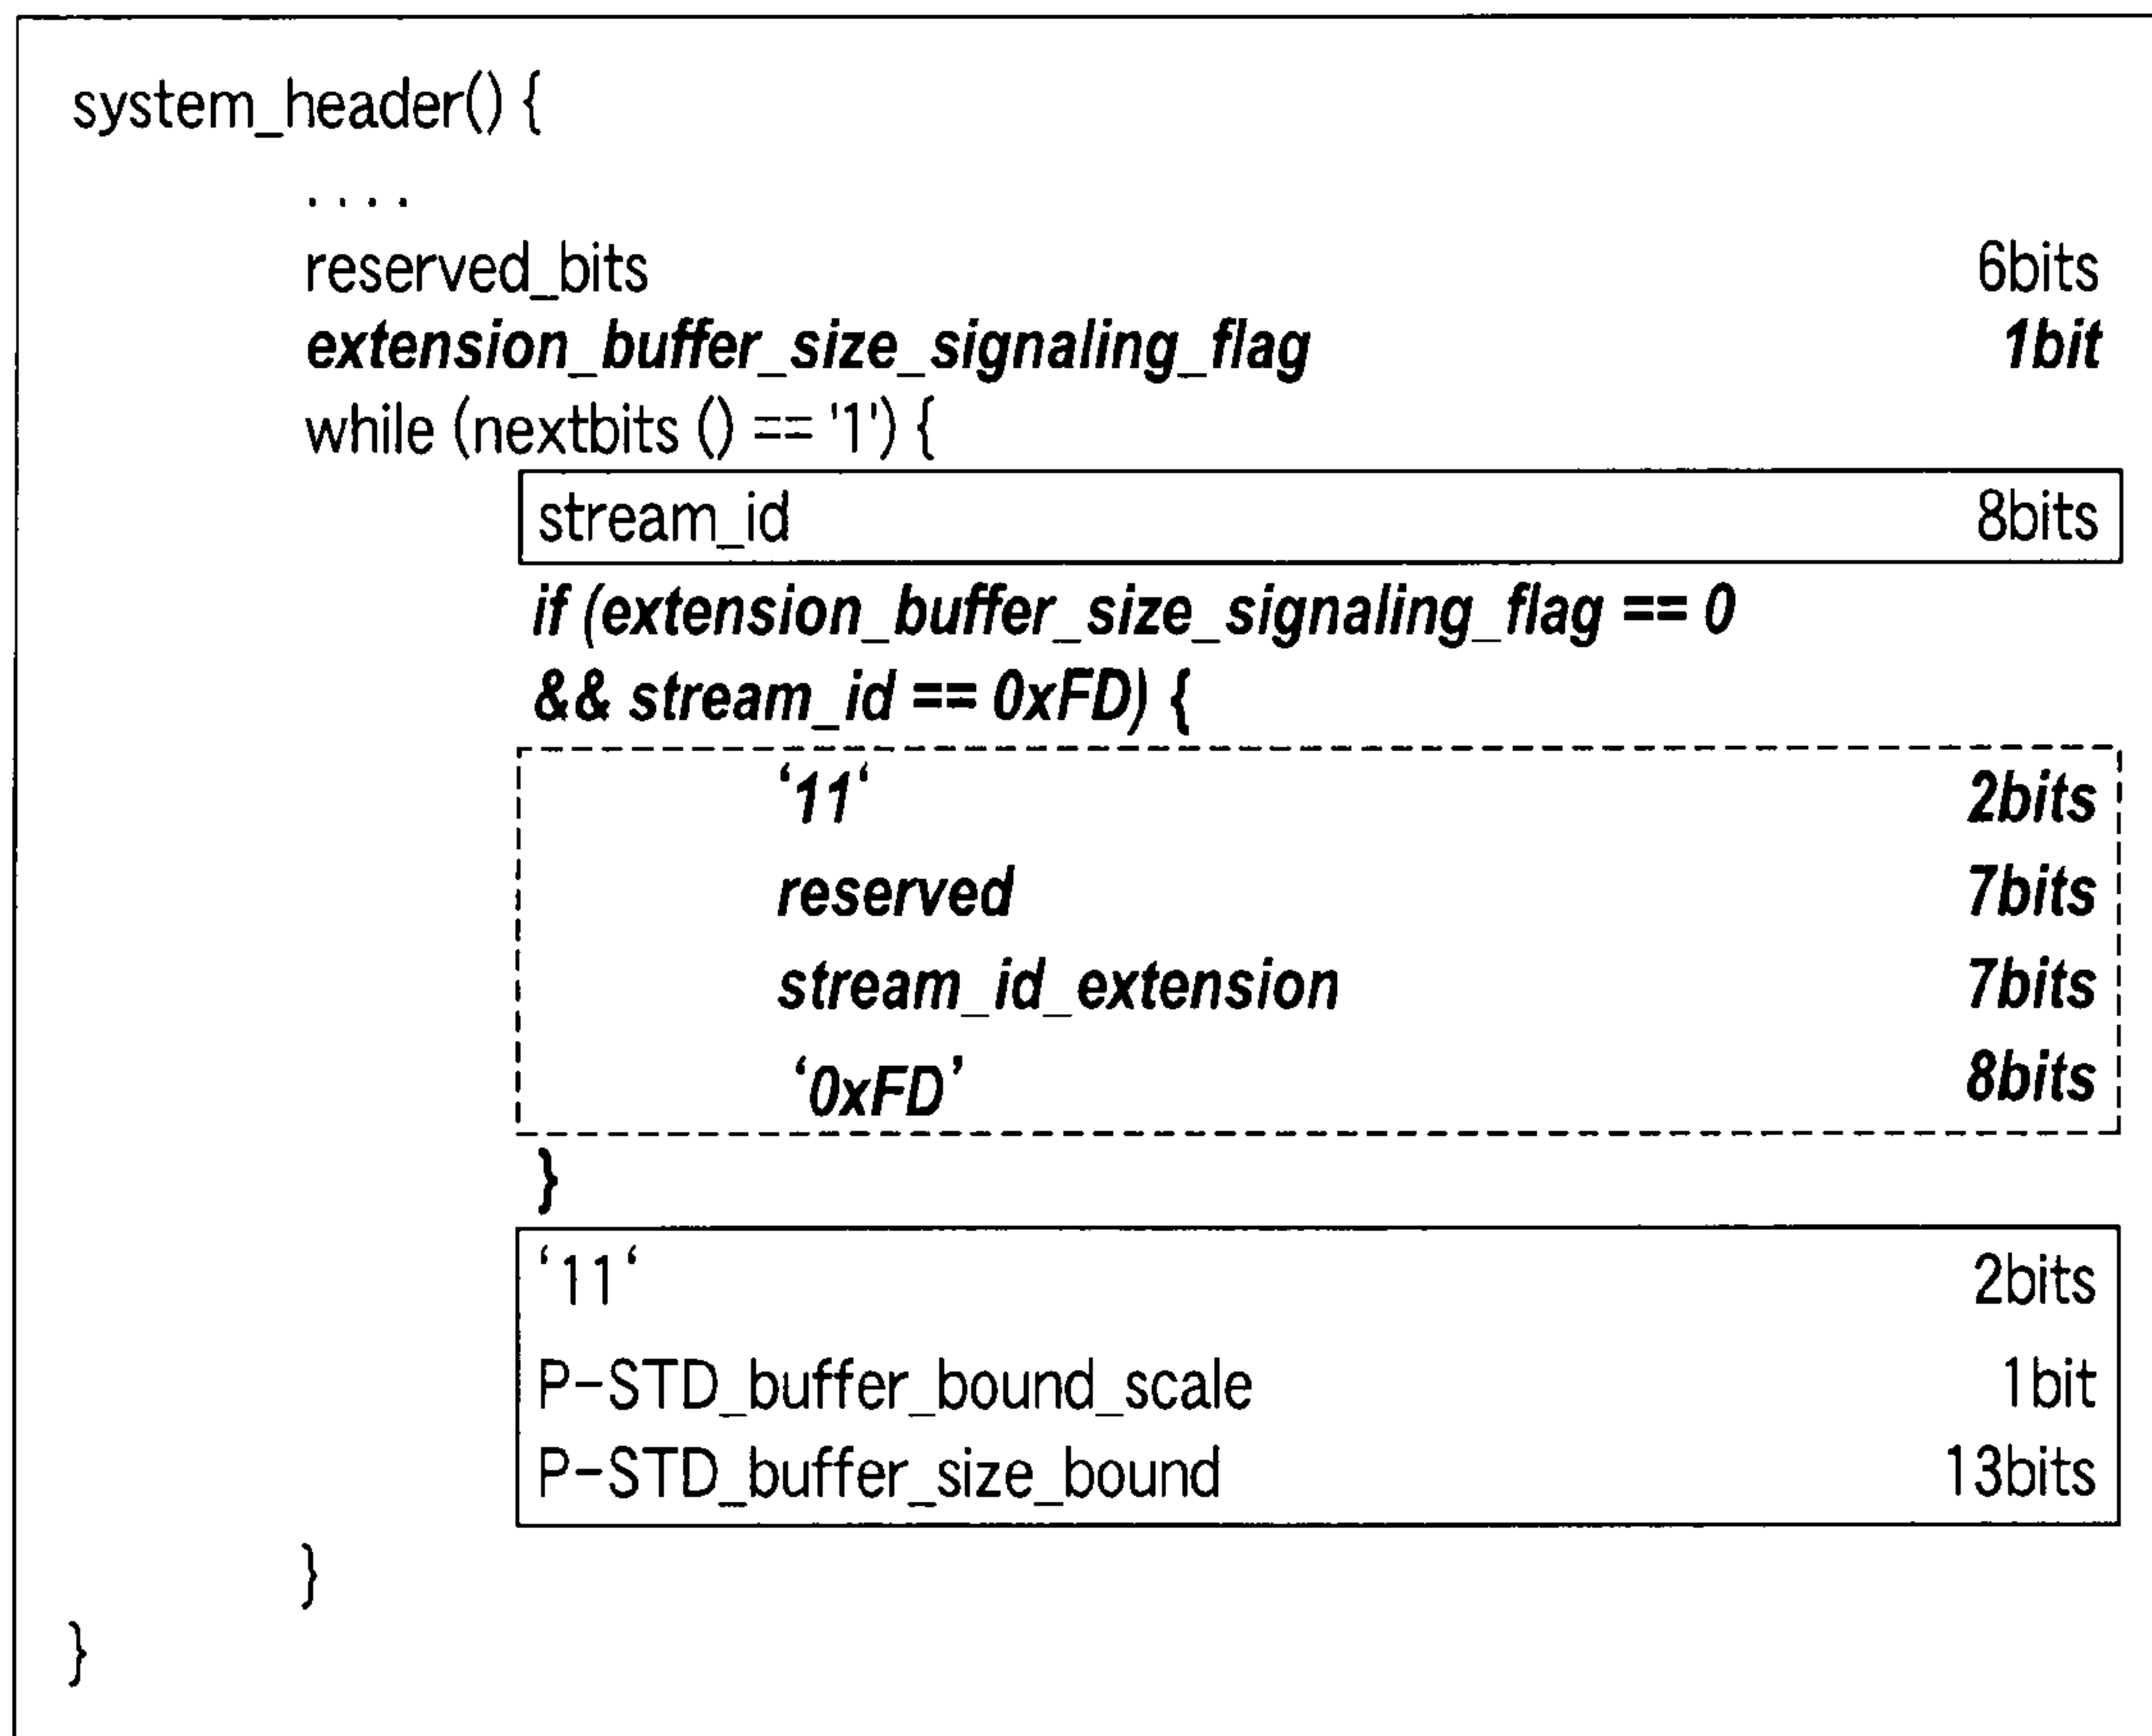 system_header() {
....
reserved_bits 6bits
extension_buffer_size_signaling_flag 1bit
while (nextbits () == '1') {
stream_id 8bits
if (extension_buffer_size_signaling_flag == 0
&& stream_id == 0xFD) {
‘11‘ 2bits
reserved 7bits
stream_id_extension 7bits
‘0xFD’ 8bits
}
‘11‘ 2bits
P-STD_buffer_bound_scale 1bit
P-STD_buffer_size_bound 13bits
}
}